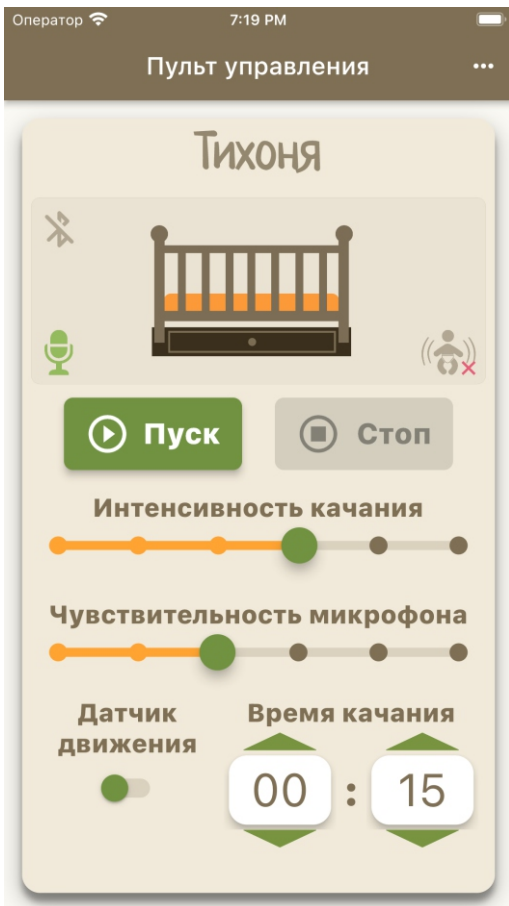 Оператор 7:19 PM
Пульт управления
Тихоня
Пуск Стоп
Интенсивность качания
Чувствительность микрофона
Датчик
движения
Время качания
00 : 15